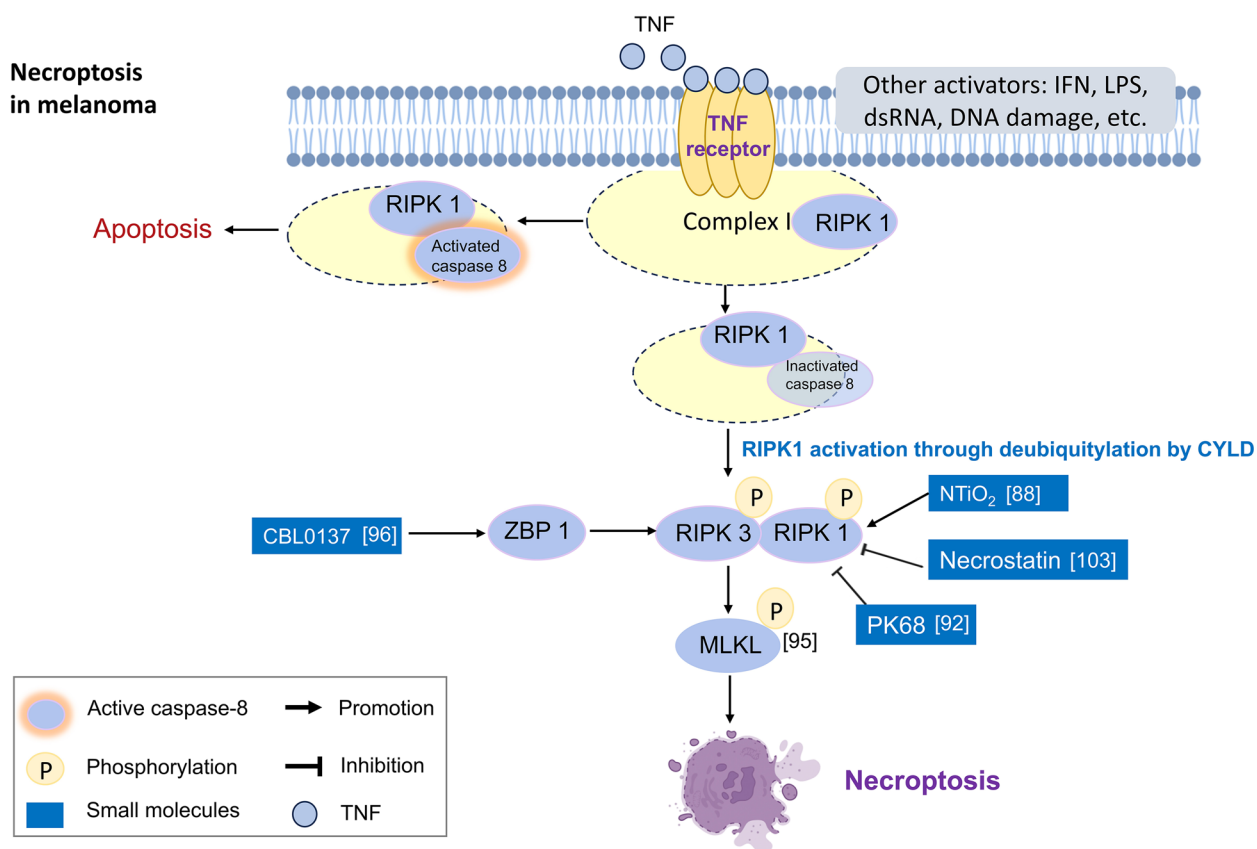 TNF
Necroptosis
in melanoma
Other activators: IFN, LPS,
dsRNA, DNA damage, etc.
TNF
receptor
RIPK 1
Activated
caspase 8
Apoptosis
Complex I
RIPK 1
RIPK 1
Inactivated
caspase 8
RIPK1 activation through deubiquitylation by CYLD
P
P
NTiO₂ [88]
CBL0137 [96]
ZBP 1
RIPK 3
RIPK 1
Necrostatin [103]
PK68 [92]
P
MLKL
[95]
Necroptosis
Active caspase-8
Promotion
P
Phosphorylation
Inhibition
Small molecules
TNF